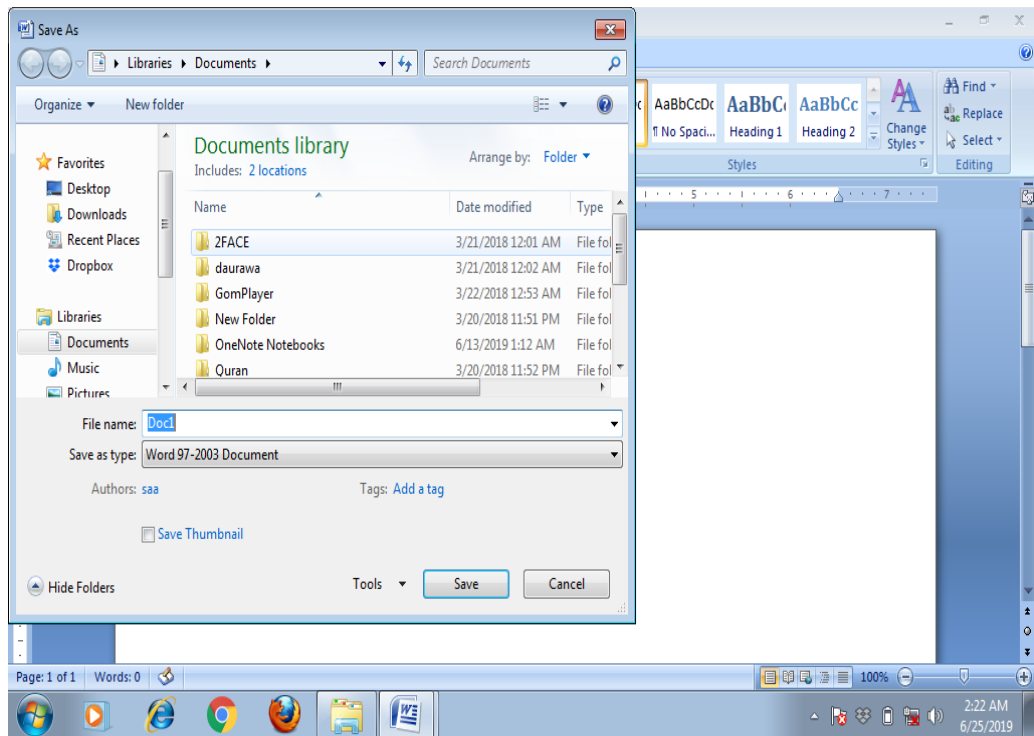 Save As
Libraries Documents
Search Documents
Organize New folder
Favorites
Desktop
Downloads
Recent Places
Dropbox
Libraries
Documents
Music
Pictures
Documents library
Includes: 2 locations
Arrange by: Folder
Name Date modified Type
2FACE 3/21/2018 12:01 AM File fol
daurawa 3/21/2018 12:02 AM File fol
GomPlayer 3/22/2018 12:53 AM File fol
New Folder 3/20/2018 11:51 PM File fol
OneNote Notebooks 6/13/2019 1:12 AM File fol
Quran 3/20/2018 11:52 PM File fol
File name: Doc1
Save as type: Word 97-2003 Document
Authors: saa Tags: Add a tag
Save Thumbnail
Hide Folders Tools Save Cancel
AaBbCcDc AaBbC AaBbCc
¶ No Spaci... Heading 1 Heading 2
Change
Styles
Styles
Find
Replace
Select
Editing
5 6 7
Page: 1 of 1 Words: 0 100%
2:22 AM
6/25/2019